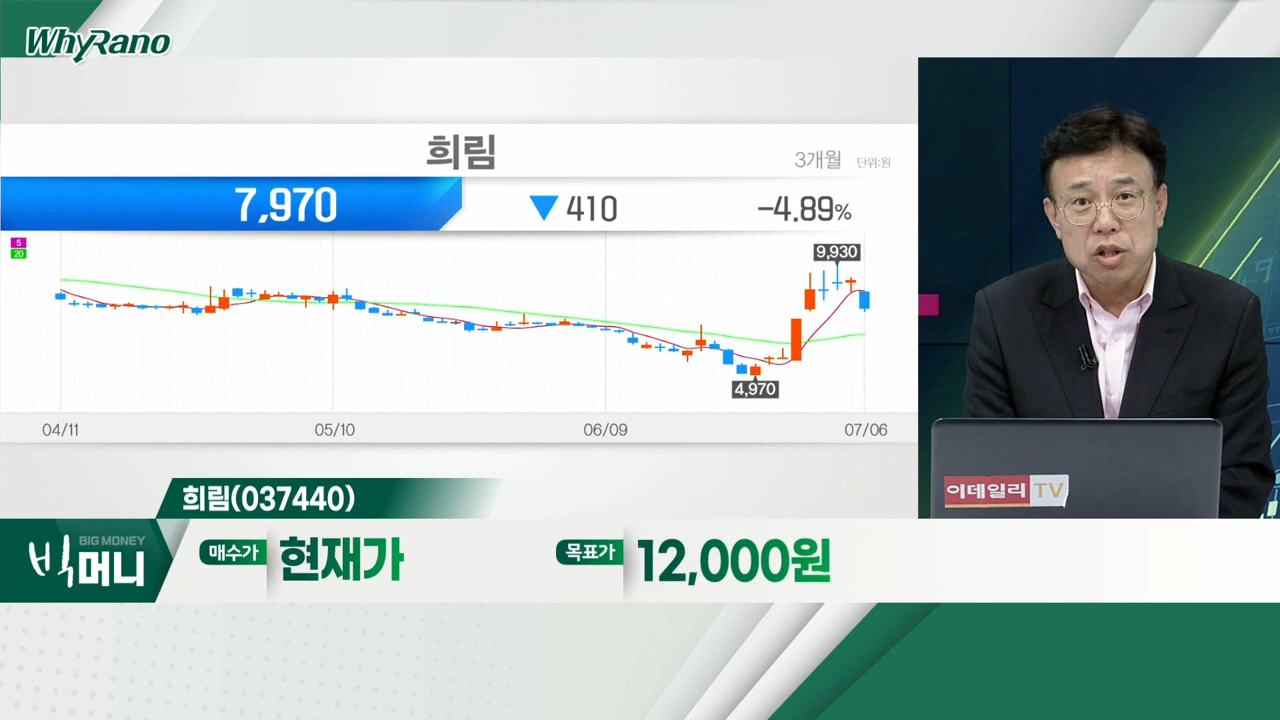 WhyRano
희림
3개월 단위:원
7,970 ▼410 -4.89%
5
20
9,930
4,970
04/11 05/10 06/09 07/06
희림(037440)
BIG MONEY
빅머니
매수가 현재가 목표가 12,000원
이데일리TV